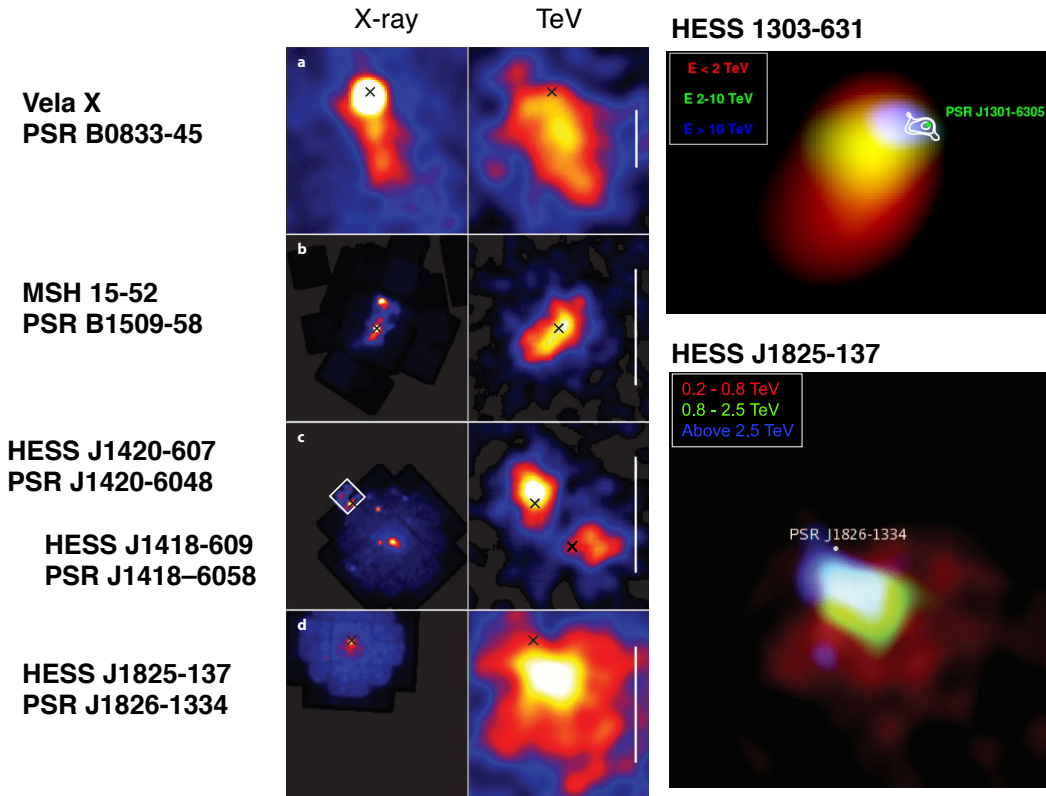 X-ray
TeV
Vela X
PSR B0833-45
a
MSH 15-52
PSR B1509-58
b
HESS J1420-607
PSR J1420-6048
HESS J1418-609
PSR J1418–6058
c
HESS J1825-137
PSR J1826-1334
d
HESS 1303-631
E < 2 TeV
E 2-10 TeV
E > 10 TeV
PSR J1301-6305
HESS J1825-137
0.2 - 0.8 TeV
0.8 - 2.5 TeV
Above 2.5 TeV
PSR J1826-1334